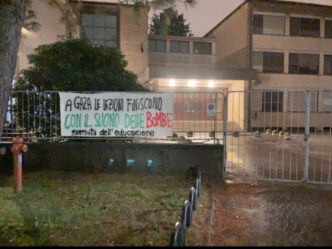 A GAZA LE LEZIONI FINISCONO
CON IL SUONO DELLE BOMBE
giornata dell'educazione